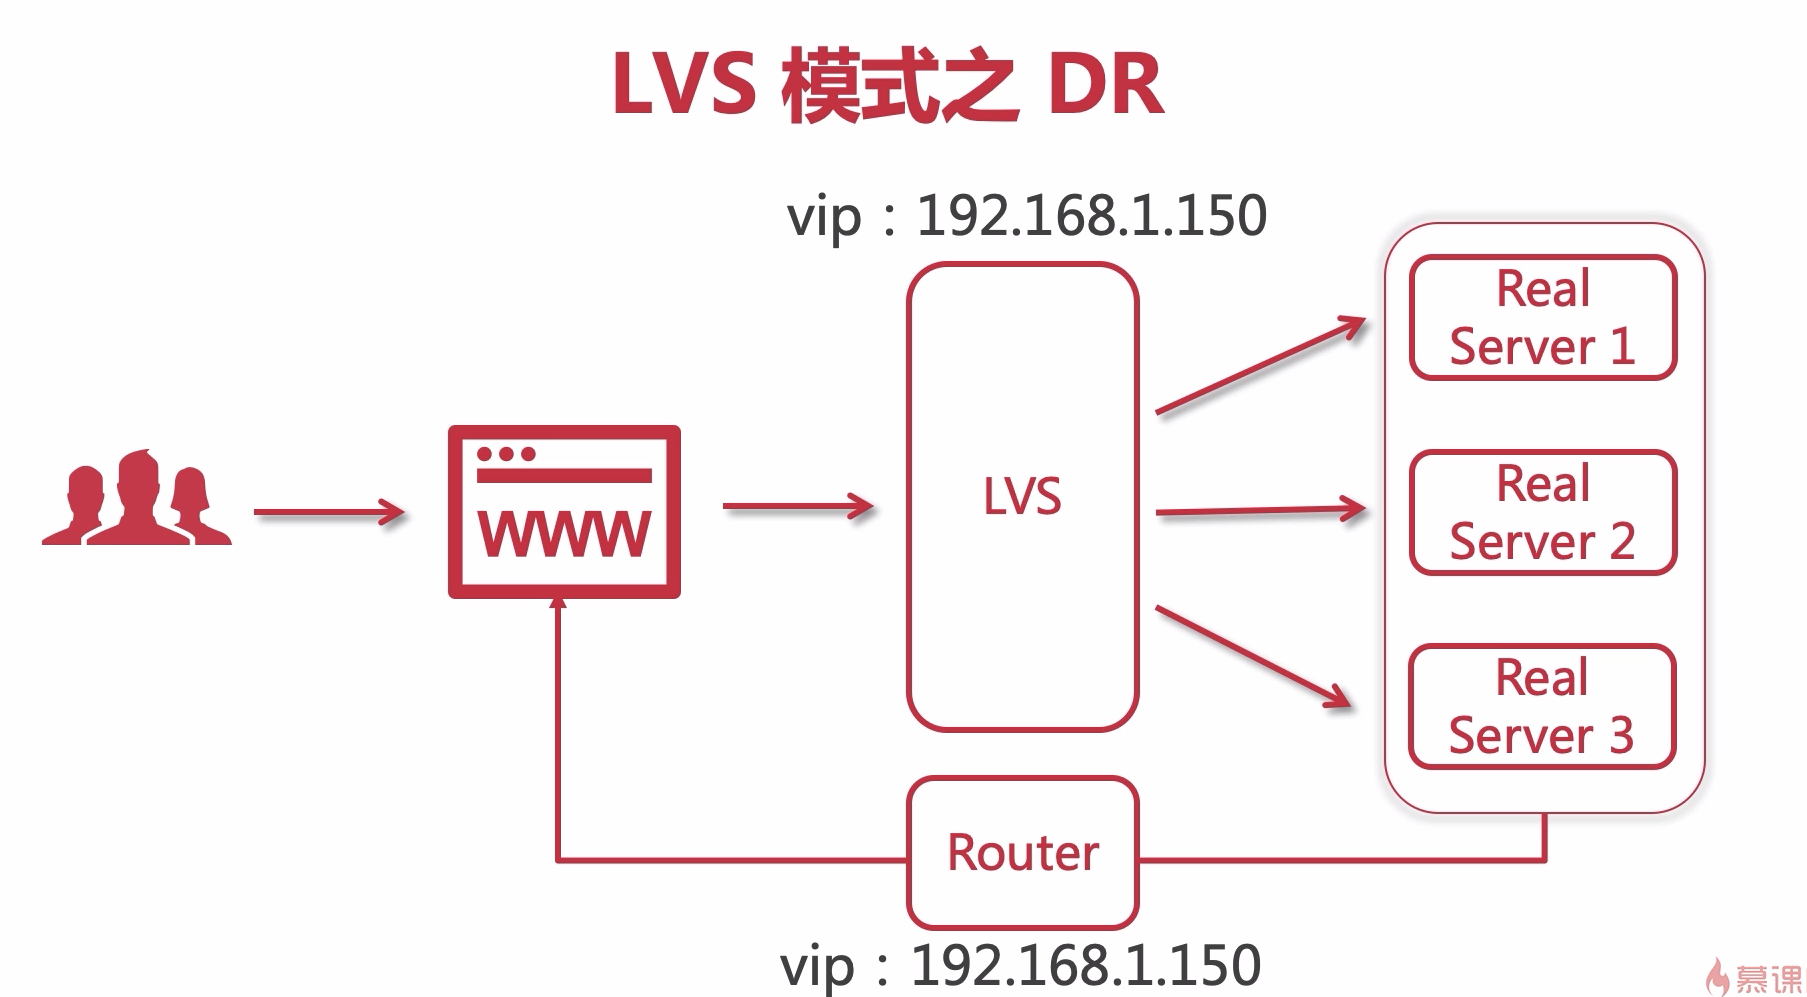 LVS 模式之 DR
vip：192.168.1.150
WWW
LVS
Real
Server 1
Real
Server 2
Real
Server 3
Router
vip：192.168.1.150
慕课